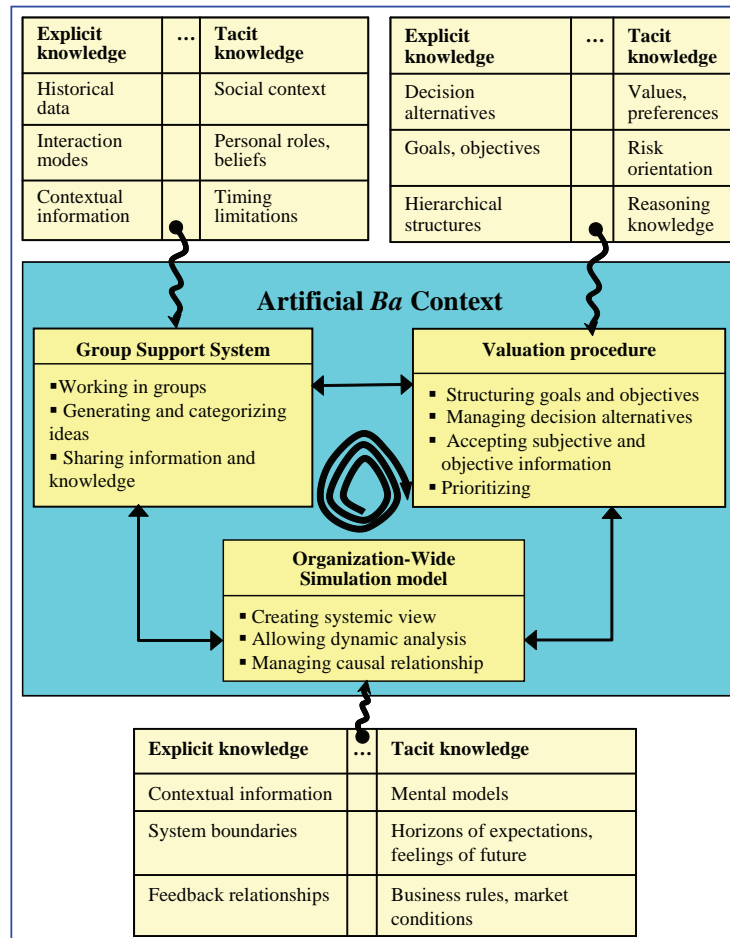 Explicit knowledge
…
Tacit knowledge
Historical data
Social context
Interaction modes
Personal roles, beliefs
Contextual information
Timing limitations
Explicit knowledge
…
Tacit knowledge
Decision alternatives
Values, preferences
Goals, objectives
Risk orientation
Hierarchical structures
Reasoning knowledge
Artificial Ba Context
Group Support System
▪Working in groups
▪ Generating and categorizing
ideas
▪ Sharing information and
knowledge
Valuation procedure
▪ Structuring goals and objectives
▪ Managing decision alternatives
▪ Accepting subjective and
objective information
▪ Prioritizing
Organization-Wide
Simulation model
▪ Creating systemic view
▪ Allowing dynamic analysis
▪ Managing causal relationship
Explicit knowledge
…
Tacit knowledge
Contextual information
Mental models
System boundaries
Horizons of expectations,
feelings of future
Feedback relationships
Business rules, market
conditions